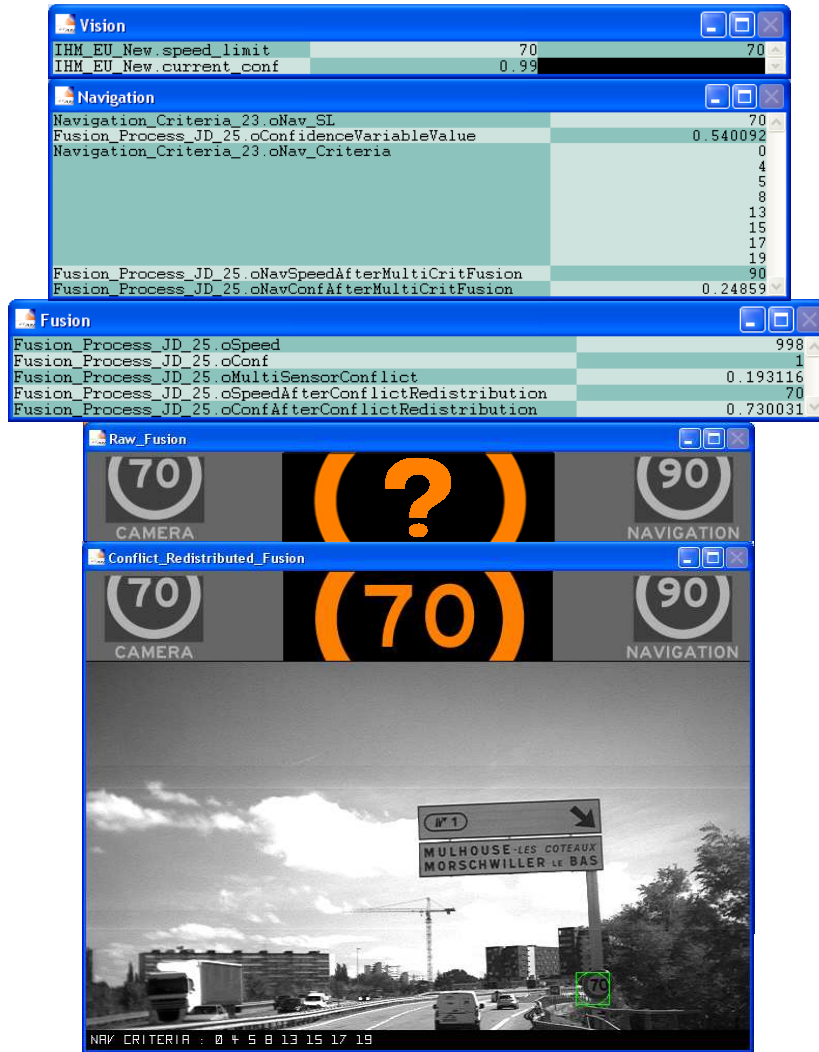 Vision
IHM_EU_New.speed_limit 70 70
IHM_EU_New.current_conf 0.99
Navigation
Navigation_Criteria_23.oNav_SL 70
Fusion_Process_JD_25.oConfidenceVariableValue 0.540092
Navigation_Criteria_23.oNav_Criteria 0
4
5
8
13
15
17
19
Fusion_Process_JD_25.oNavSpeedAfterMultiCritFusion 90
Fusion_Process_JD_25.oNavConfAfterMultiCritFusion 0.24859
Fusion
Fusion_Process_JD_25.oSpeed 998
Fusion_Process_JD_25.oConf 1
Fusion_Process_JD_25.oMultiSensorConflict 0.193116
Fusion_Process_JD_25.oSpeedAfterConflictRedistribution 70
Fusion_Process_JD_25.oConfAfterConflictRedistribution 0.730031
Raw_Fusion
70 ? 90
CAMERA NAVIGATION
Conflict_Redistributed_Fusion
70 70 90
CAMERA NAVIGATION
N° 1
MULHOUSE-LES COTEAUX
MORSCHWILLER LE BAS
70
NAV CRITERIA : 0 4 5 8 13 15 17 19